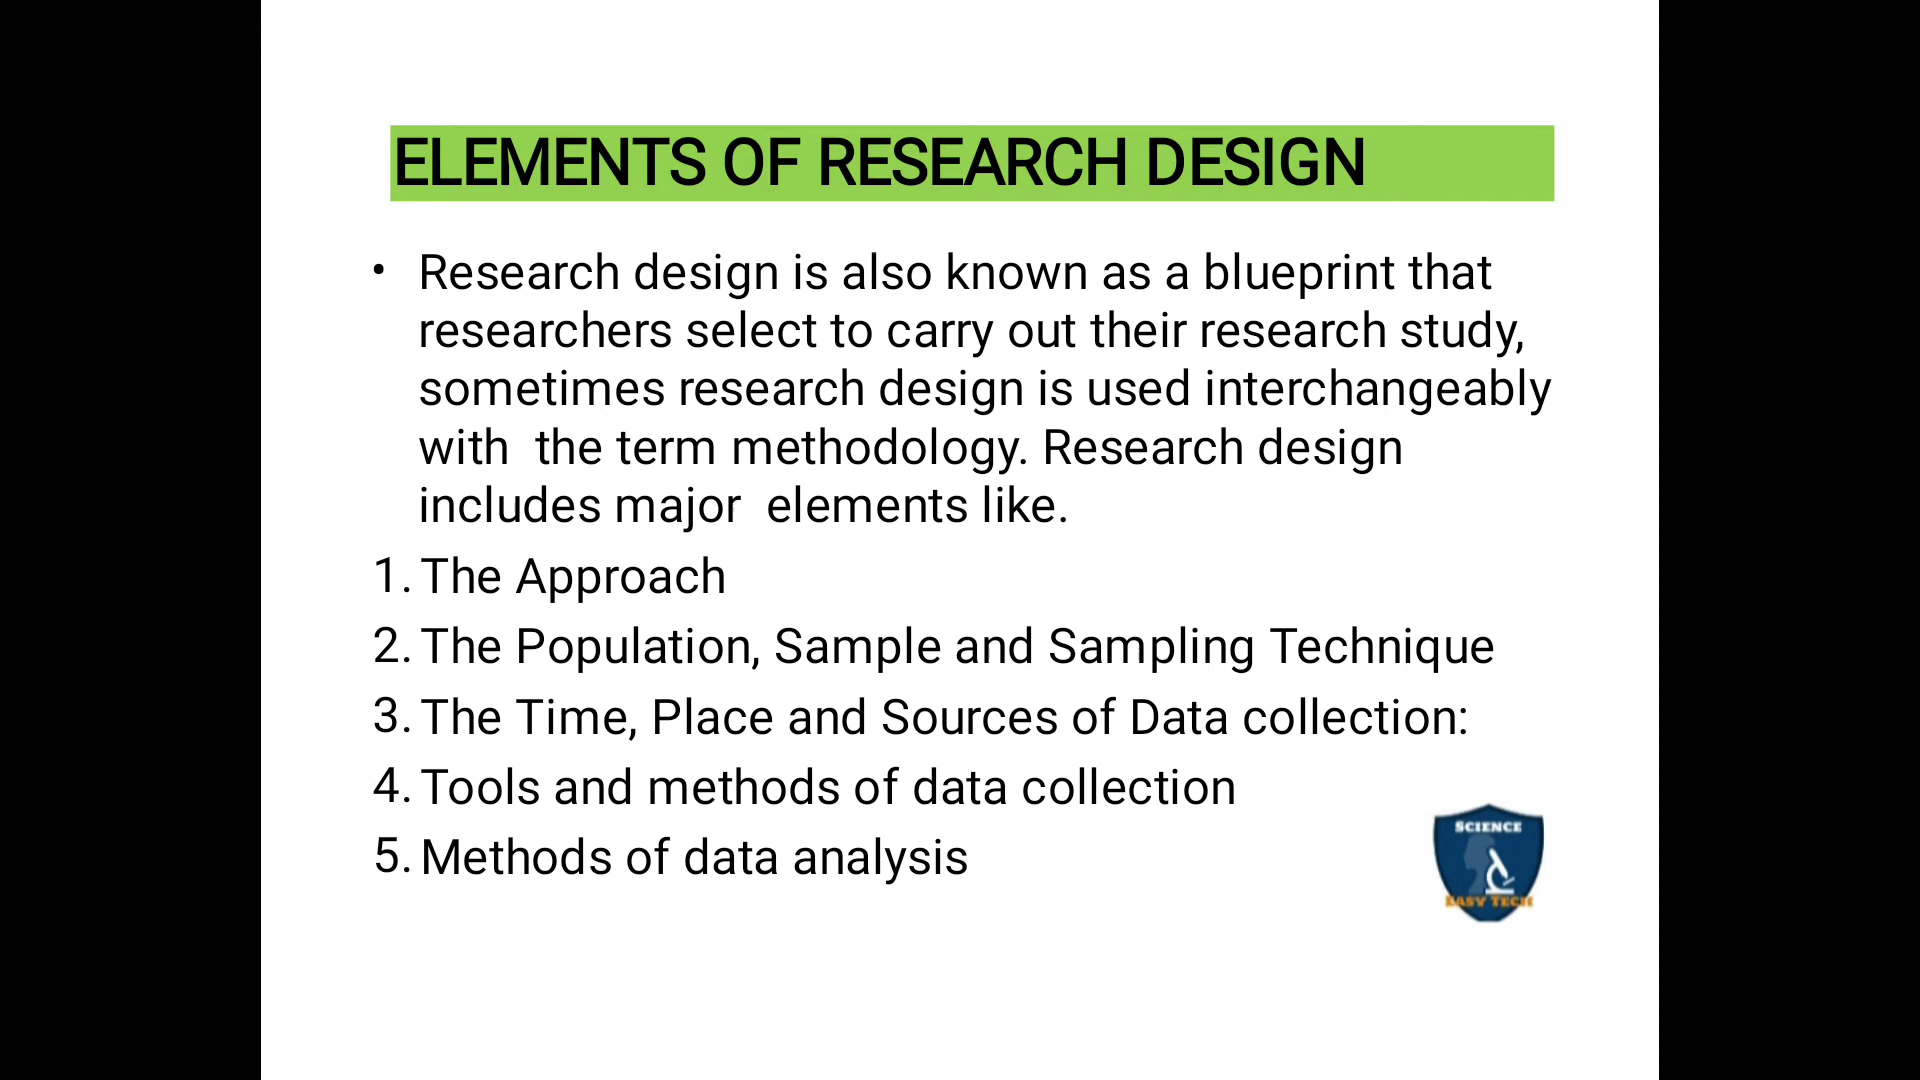 ELEMENTS OF RESEARCH DESIGN
• Research design is also known as a blueprint that
researchers select to carry out their research study,
sometimes research design is used interchangeably
with  the term methodology. Research design
includes major  elements like.
1. The Approach
2. The Population, Sample and Sampling Technique
3. The Time, Place and Sources of Data collection:
4. Tools and methods of data collection
5. Methods of data analysis
SCIENCE
EASY TECH